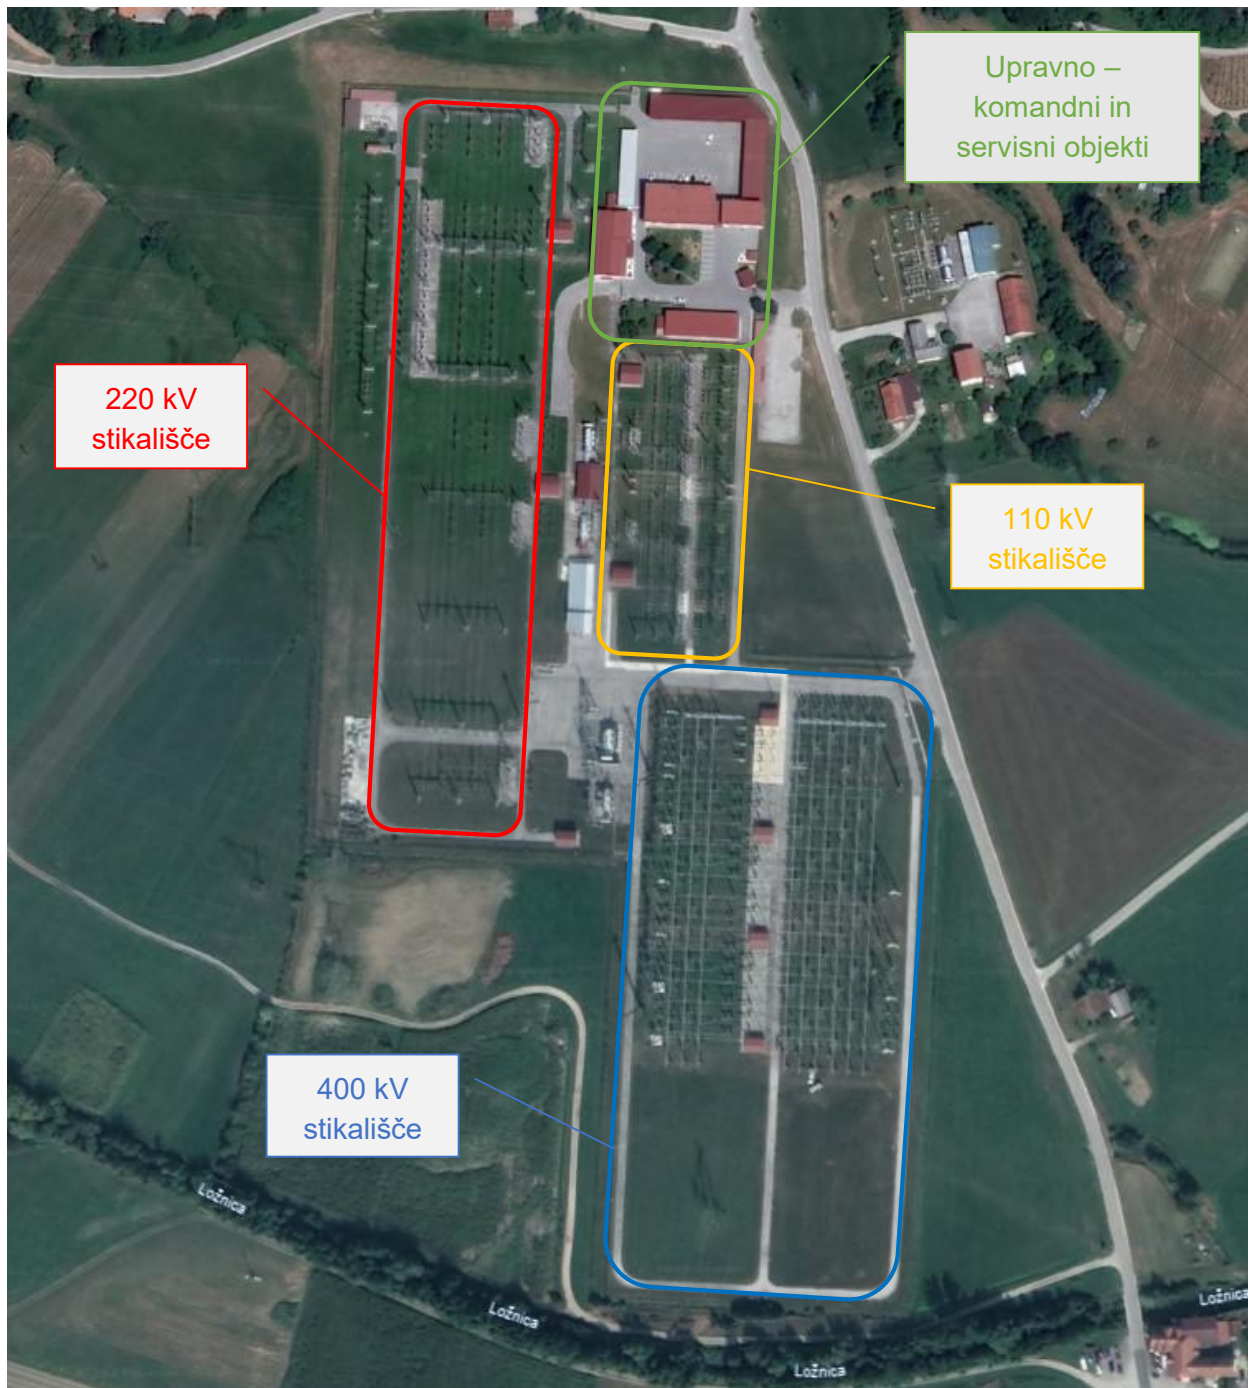 Upravno –
komandni in
servisni objekti
220 kV
stikališče
110 kV
stikališče
400 kV
stikališče
Ložnica
Ložnica
Ložnica
Ložnica